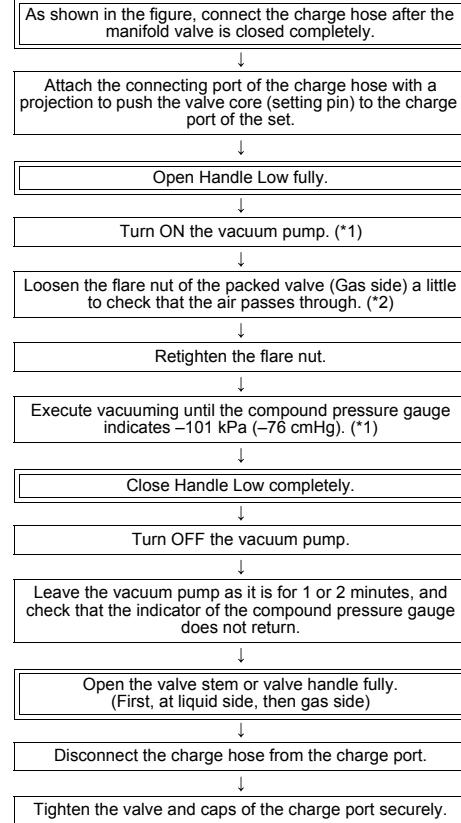 As shown in the figure, connect the charge hose after the
manifold valve is closed completely.
↓
Attach the connecting port of the charge hose with a
projection to push the valve core (setting pin) to the charge
port of the set.
↓
Open Handle Low fully.
↓
Turn ON the vacuum pump. (*1)
↓
Loosen the flare nut of the packed valve (Gas side) a little
to check that the air passes through. (*2)
↓
Retighten the flare nut.
↓
Execute vacuuming until the compound pressure gauge
indicates –101 kPa (–76 cmHg). (*1)
↓
Close Handle Low completely.
↓
Turn OFF the vacuum pump.
↓
Leave the vacuum pump as it is for 1 or 2 minutes, and
check that the indicator of the compound pressure gauge
does not return.
↓
Open the valve stem or valve handle fully.
(First, at liquid side, then gas side)
↓
Disconnect the charge hose from the charge port.
↓
Tighten the valve and caps of the charge port securely.